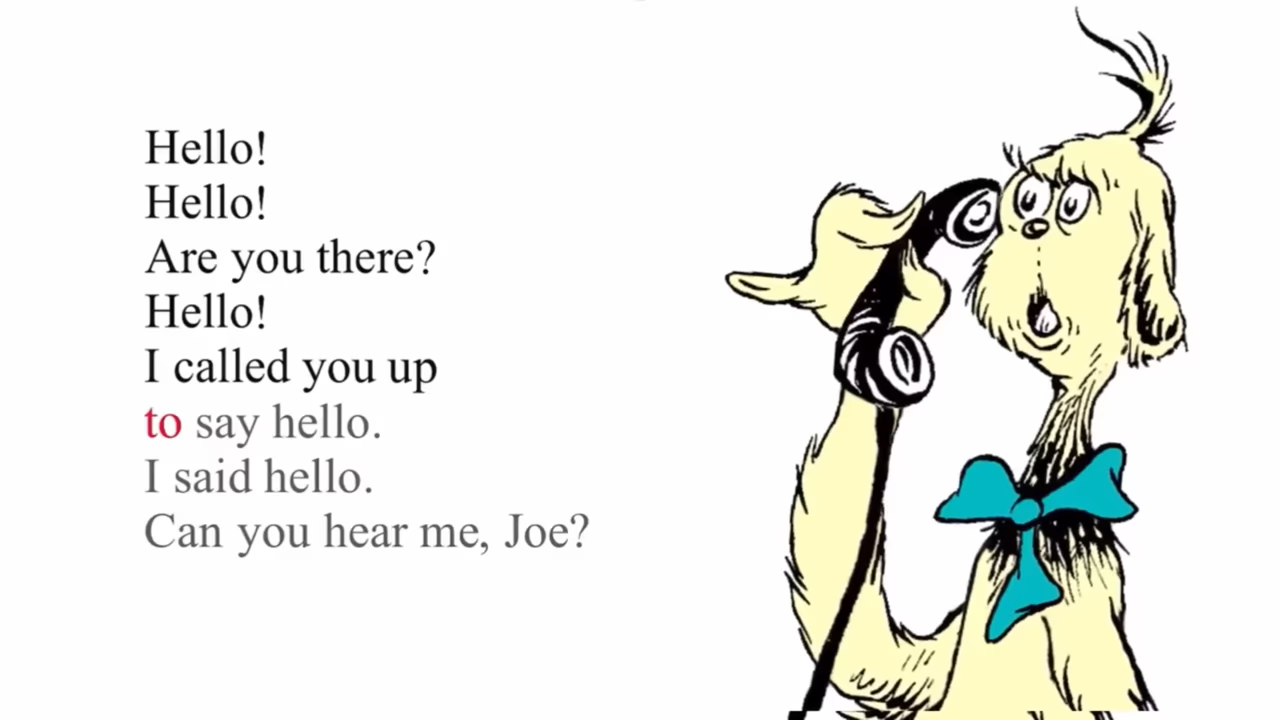 Hello!
Hello!
Are you there?
Hello!
I called you up
to say hello.
I said hello.
Can you hear me, Joe?